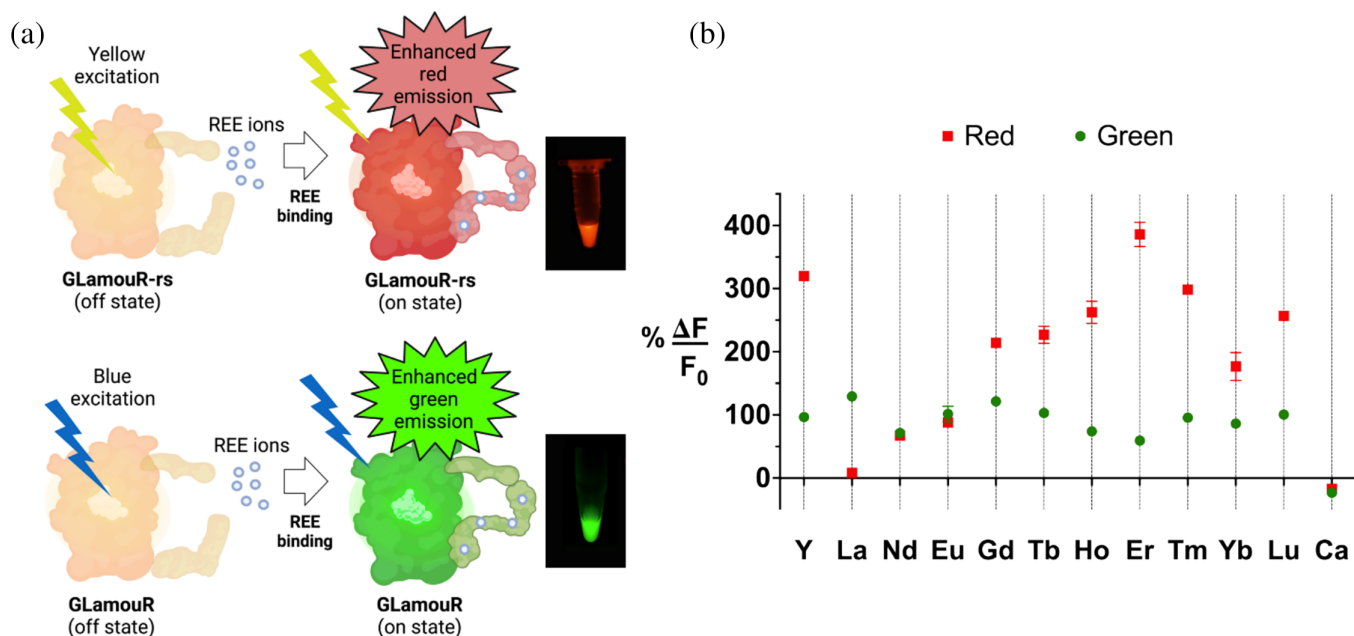 (a)
Yellow
excitation
REE ions
REE
binding
Enhanced
red
emission
GLamouR-rs
(off state)
GLamouR-rs
(on state)
Blue
excitation
REE ions
REE
binding
Enhanced
green
emission
GLamouR
(off state)
GLamouR
(on state)
(b)
Red Green
400
300
200
100
0
% ΔF
F0
Y La Nd Eu Gd Tb Ho Er Tm Yb Lu Ca